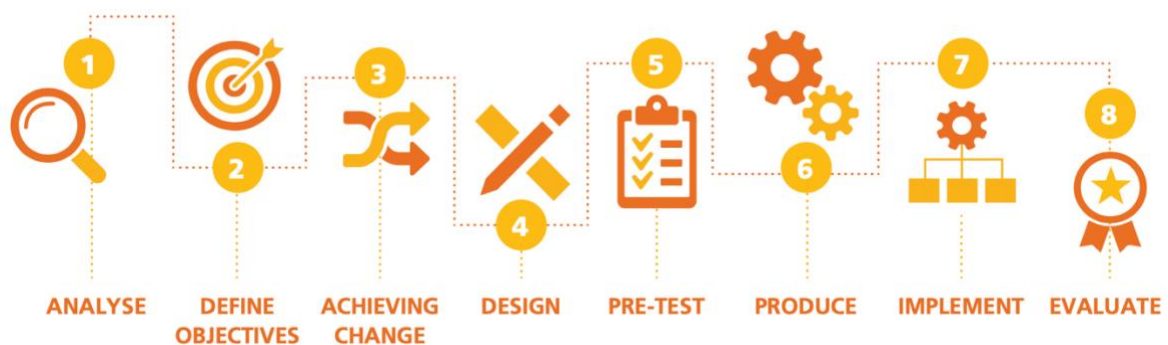 1
2
3
4
5
6
7
8
ANALYSE
DEFINE
OBJECTIVES
ACHIEVING
CHANGE
DESIGN
PRE-TEST
PRODUCE
IMPLEMENT
EVALUATE